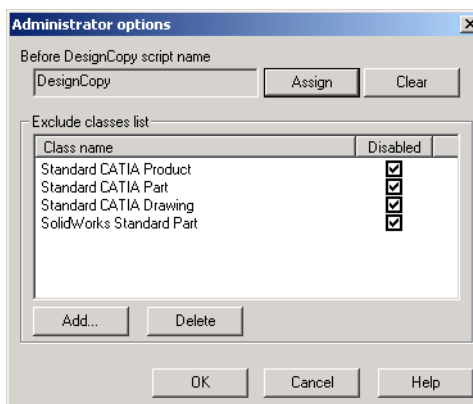 Administrator options
Before DesignCopy script name
DesignCopy
Assign
Clear
Exclude classes list
Class name
Disabled
Standard CATIA Product
Standard CATIA Part
Standard CATIA Drawing
SolidWorks Standard Part
Add...
Delete
OK
Cancel
Help